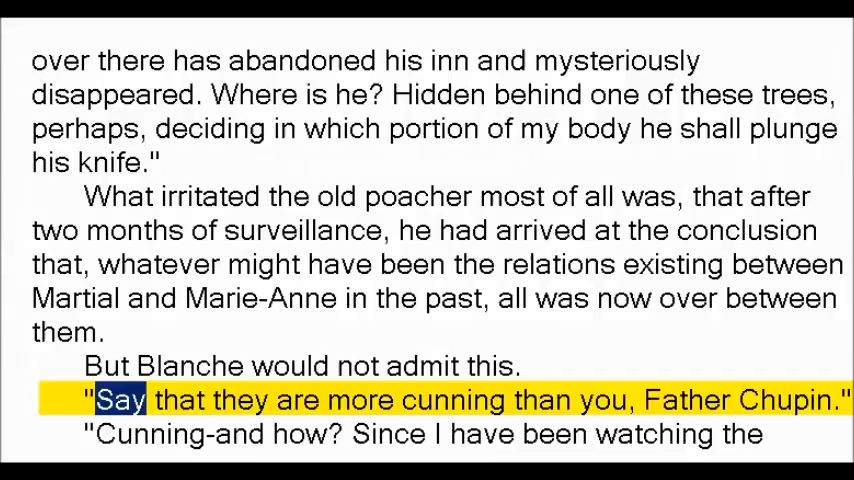 over there has abandoned his inn and mysteriously
disappeared. Where is he? Hidden behind one of these trees,
perhaps, deciding in which portion of my body he shall plunge
his knife."
What irritated the old poacher most of all was, that after
two months of surveillance, he had arrived at the conclusion
that, whatever might have been the relations existing between
Martial and Marie-Anne in the past, all was now over between
them.
But Blanche would not admit this.
"Say that they are more cunning than you, Father Chupin."
"Cunning-and how? Since I have been watching the